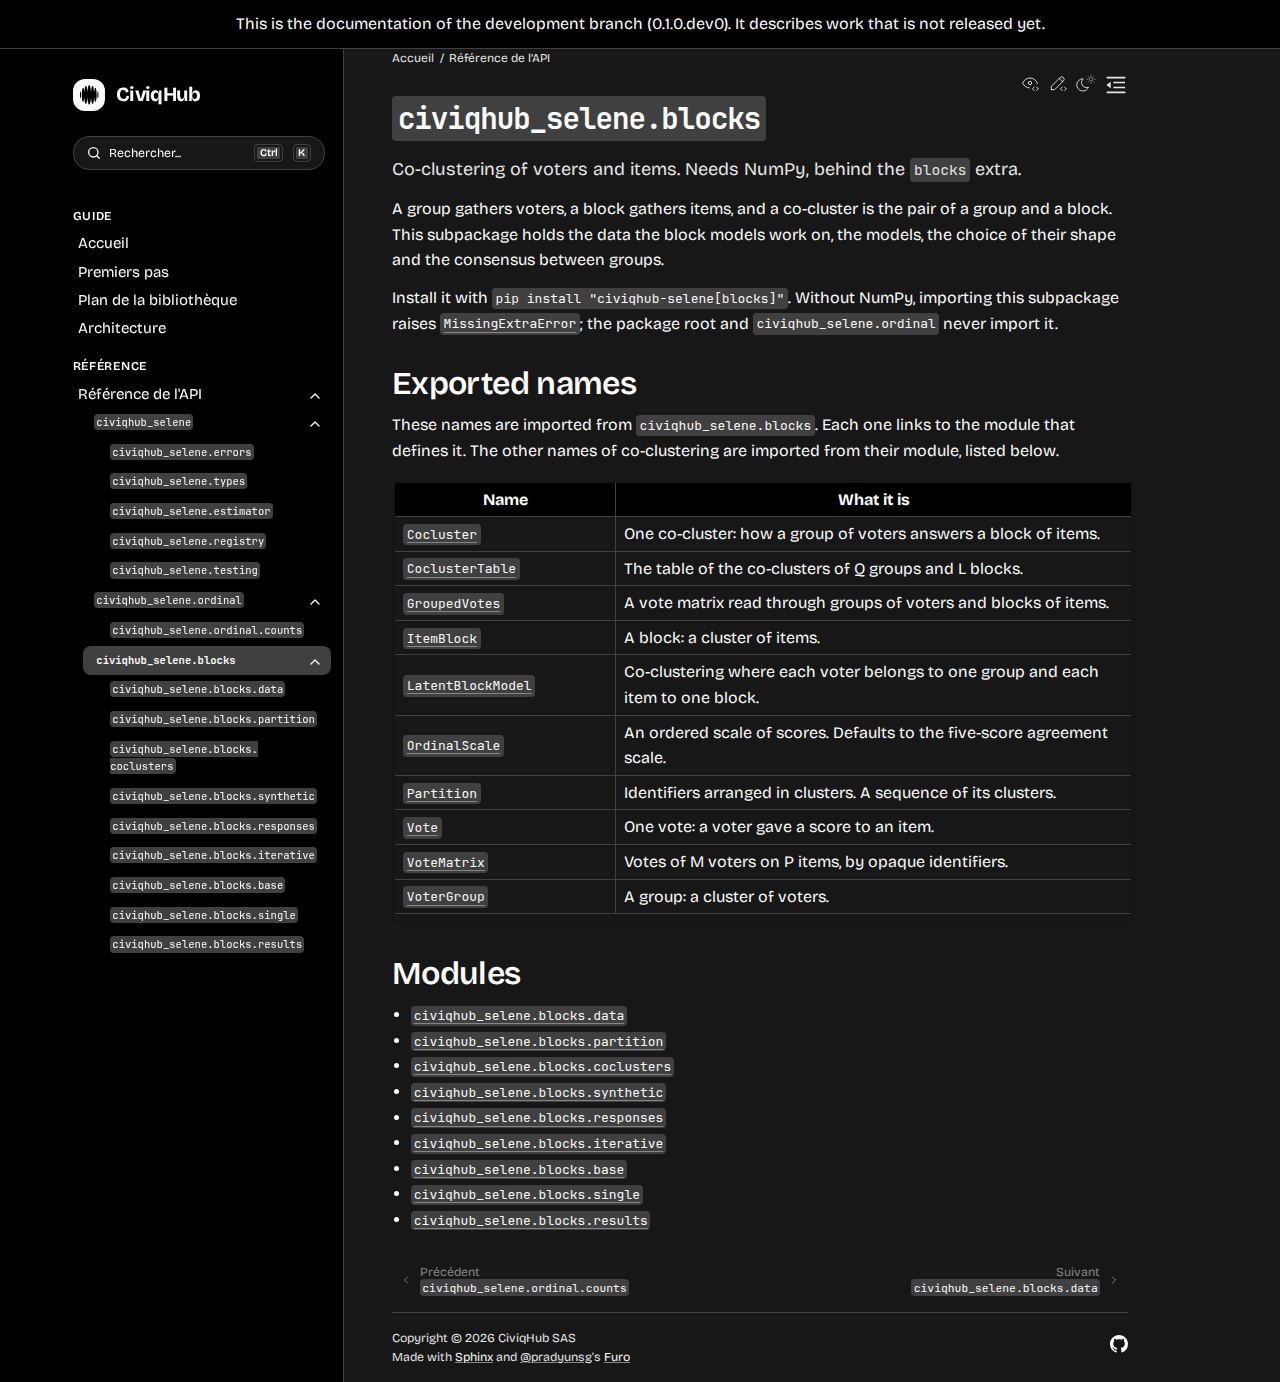 This is the documentation of the development branch (0.1.0.dev0). It describes work that is not released yet.
CiviqHub
Rechercher...
Ctrl K
GUIDE
Accueil
Premiers pas
Plan de la bibliothèque
Architecture
RÉFÉRENCE
Référence de l'API
civiqhub_selene
civiqhub_selene.errors
civiqhub_selene.types
civiqhub_selene.estimator
civiqhub_selene.registry
civiqhub_selene.testing
civiqhub_selene.ordinal
civiqhub_selene.ordinal.counts
civiqhub_selene.blocks
civiqhub_selene.blocks.data
civiqhub_selene.blocks.partition
civiqhub_selene.blocks.
coclusters
civiqhub_selene.blocks.synthetic
civiqhub_selene.blocks.responses
civiqhub_selene.blocks.iterative
civiqhub_selene.blocks.base
civiqhub_selene.blocks.single
civiqhub_selene.blocks.results
Accueil / Référence de l'API
civiqhub_selene.blocks
Co-clustering of voters and items. Needs NumPy, behind the blocks extra.
A group gathers voters, a block gathers items, and a co-cluster is the pair of a group and a block.
This subpackage holds the data the block models work on, the models, the choice of their shape
and the consensus between groups.
Install it with pip install "civiqhub-selene[blocks]". Without NumPy, importing this subpackage
raises MissingExtraError; the package root and civiqhub_selene.ordinal never import it.
Exported names
These names are imported from civiqhub_selene.blocks. Each one links to the module that
defines it. The other names of co-clustering are imported from their module, listed below.
Name What it is
Cocluster One co-cluster: how a group of voters answers a block of items.
CoclusterTable The table of the co-clusters of Q groups and L blocks.
GroupedVotes A vote matrix read through groups of voters and blocks of items.
ItemBlock A block: a cluster of items.
LatentBlockModel Co-clustering where each voter belongs to one group and each
item to one block.
OrdinalScale An ordered scale of scores. Defaults to the five-score agreement
scale.
Partition Identifiers arranged in clusters. A sequence of its clusters.
Vote One vote: a voter gave a score to an item.
VoteMatrix Votes of M voters on P items, by opaque identifiers.
VoterGroup A group: a cluster of voters.
Modules
civiqhub_selene.blocks.data
civiqhub_selene.blocks.partition
civiqhub_selene.blocks.coclusters
civiqhub_selene.blocks.synthetic
civiqhub_selene.blocks.responses
civiqhub_selene.blocks.iterative
civiqhub_selene.blocks.base
civiqhub_selene.blocks.single
civiqhub_selene.blocks.results
Précédent
civiqhub_selene.ordinal.counts
Suivant
civiqhub_selene.blocks.data
Copyright © 2026 CiviqHub SAS
Made with Sphinx and @pradyunsg's Furo